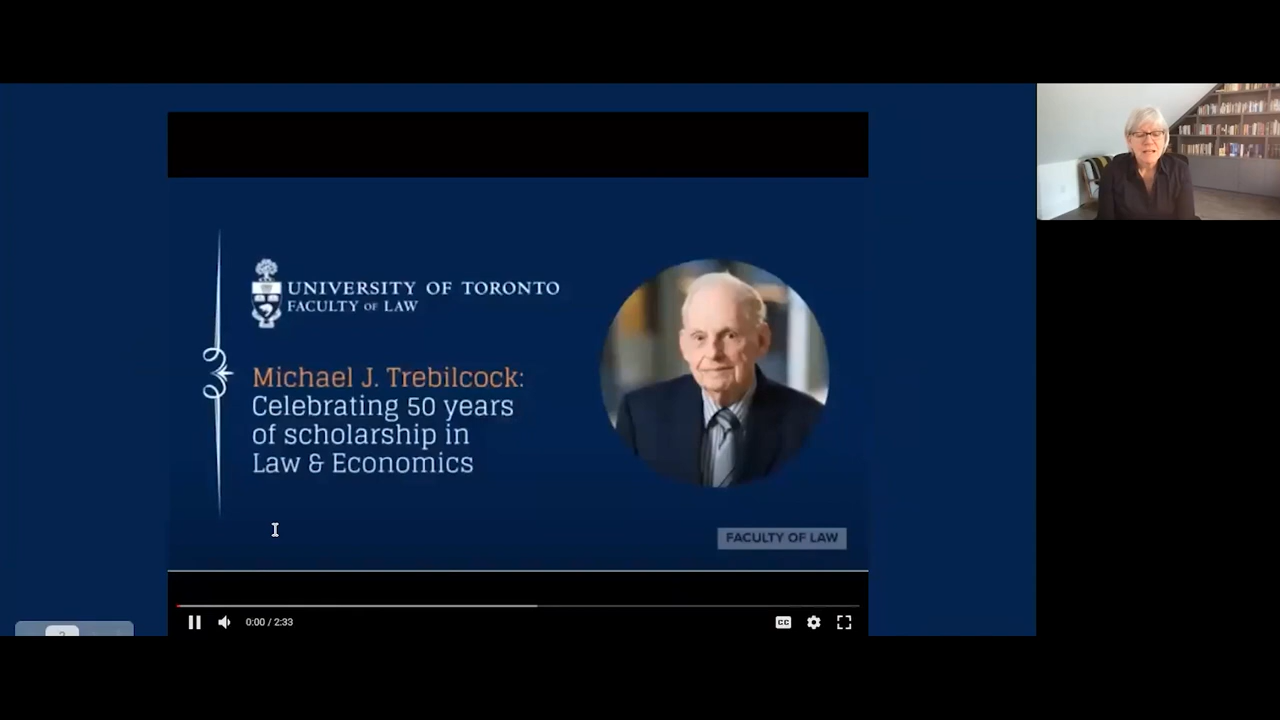 UNIVERSITY OF TORONTO
FACULTY OF LAW
Michael J. Trebilcock:
Celebrating 50 years
of scholarship in
Law & Economics
FACULTY OF LAW
0:00 / 2:33
CC